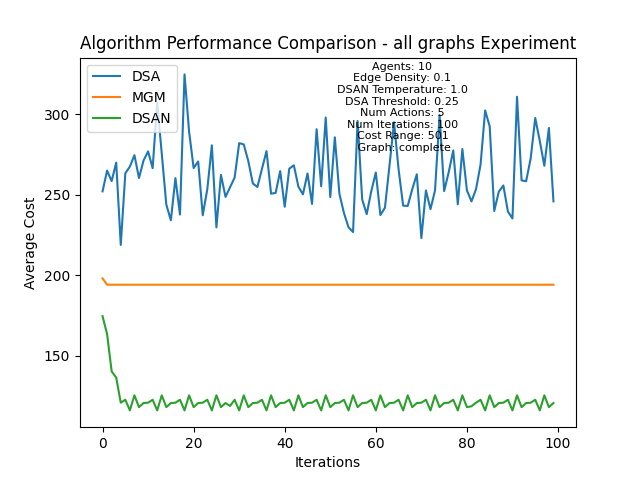 Algorithm Performance Comparison - all graphs Experiment
DSA
MGM
DSAN
Agents: 10
Edge Density: 0.1
DSAN Temperature: 1.0
DSA Threshold: 0.25
Num Actions: 5
Num Iterations: 100
Cost Range: 501
Graph: complete
Average Cost
300
250
200
150
0
20
40
60
80
100
Iterations